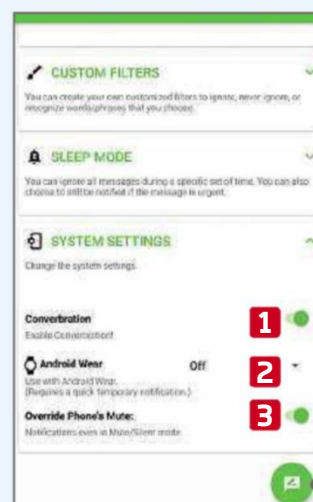 CUSTOM FILTERS
You can create your own customized filters to ignore, never ignore, or
recognize words/phrases that you choose.
SLEEP MODE
You can ignore all messages during a specific set of time. You can also
choose to still be notified if the message is urgent.
SYSTEM SETTINGS
Change the system settings.
Converbration
1
Enable Converbration!
Android Wear Off 2
Use with Android Wear.
(Requires a quick temporary notification.)
Override Phone's Mute: 3
Notifications even in Mute/Silent mode.